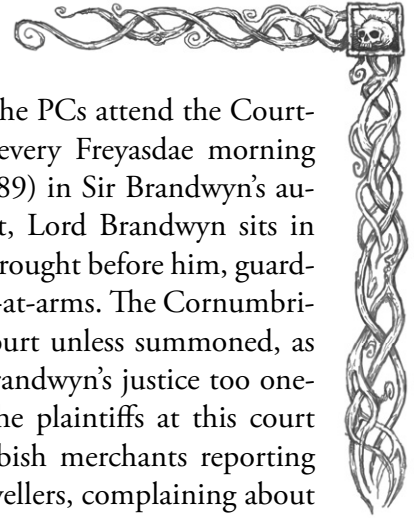 he PCs attend the Court-
every Freyasdae morning
89) in Sir Brandwyn's au-
t, Lord Brandwyn sits in
rought before him, guard-
-at-arms. The Cornumbri-
ourt unless summoned, as
randwyn's justice too one-
ne plaintiffs at this court
bish merchants reporting
vellers, complaining about